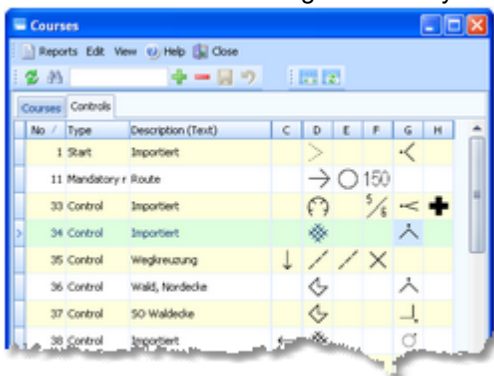 Courses
Reports Edit View Help Close
Courses Controls
No / Type Description (Text) C D E F G H
1 Start Importiert
11 Mandatory r Route 150
33 Control Importiert 5/6
34 Control Importiert
35 Control Wegkreuzung
36 Control Wald, Nordecke
37 Control SO Waldecke
38 Control Importiert